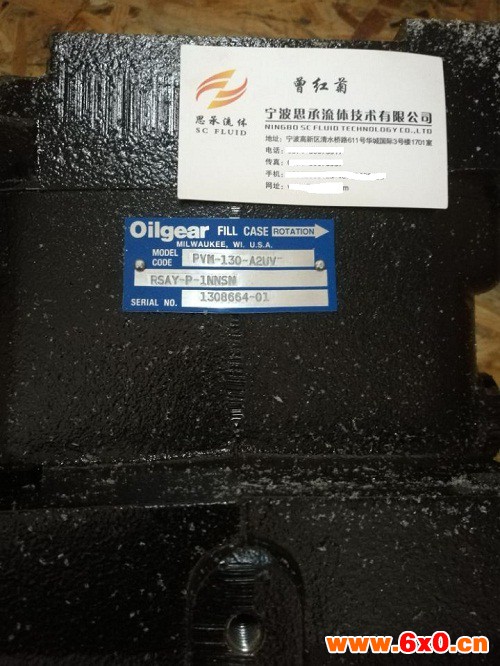 思承流体
SC FLUID
曾红菊
宁波思承流体技术有限公司
NINGBO SC FLUID TECHNOLOGY CO.,LTD
地址：宁波高新区清水桥路611号华城国际3号楼1701室
电话：
传真：
手机：
网址：
Oilgear FILL CASE ROTATION
MILWAUKEE, WI. U.S.A.
MODEL CODE PVM-130-A2UV-
RSAY-P-1NNSN
SERIAL NO. 1308664-01
www.6x0.cn